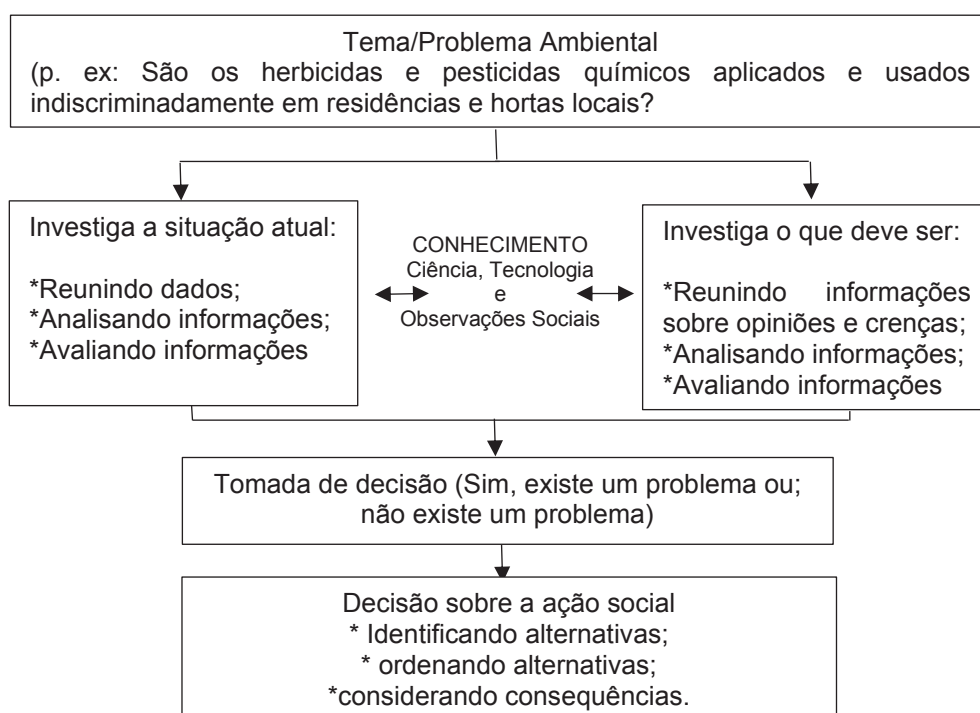 Tema/Problema Ambiental
(p. ex: São os herbicidas e pesticidas químicos aplicados e usados
indiscriminadamente em residências e hortas locais?
Investiga a situação atual:
*Reunindo dados;
*Analisando informações;
*Avaliando informações
CONHECIMENTO
Ciência, Tecnologia
e
Observações Sociais
Investiga o que deve ser:
*Reunindo informações
sobre opiniões e crenças;
*Analisando informações;
*Avaliando informações
Tomada de decisão (Sim, existe um problema ou;
não existe um problema)
Decisão sobre a ação social
* Identificando alternativas;
* ordenando alternativas;
*considerando consequências.